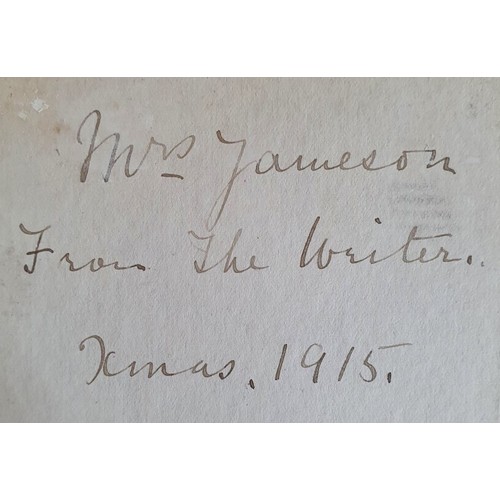 Mrs Jameson
From The Writer.
Xmas. 1915.